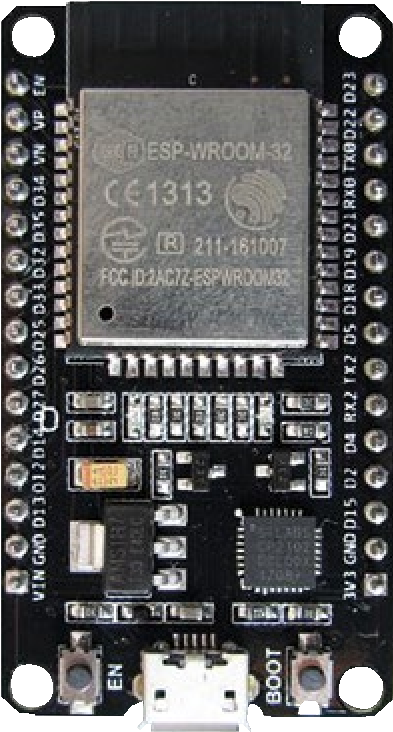 C
EN
VP
VN
D34
D35
D32
D33
D25
D26
D27
D14
D12
D13
GND
VIN
ESP-WROOM-32
CE1313
R 211-161007
FCC ID:2AC7Z-ESPWROOM32
D23
D22
TX0
RX0
D21
D19
D18
D5
TX2
RX2
D4
D2
D15
GND
3V3
EN
BOOT